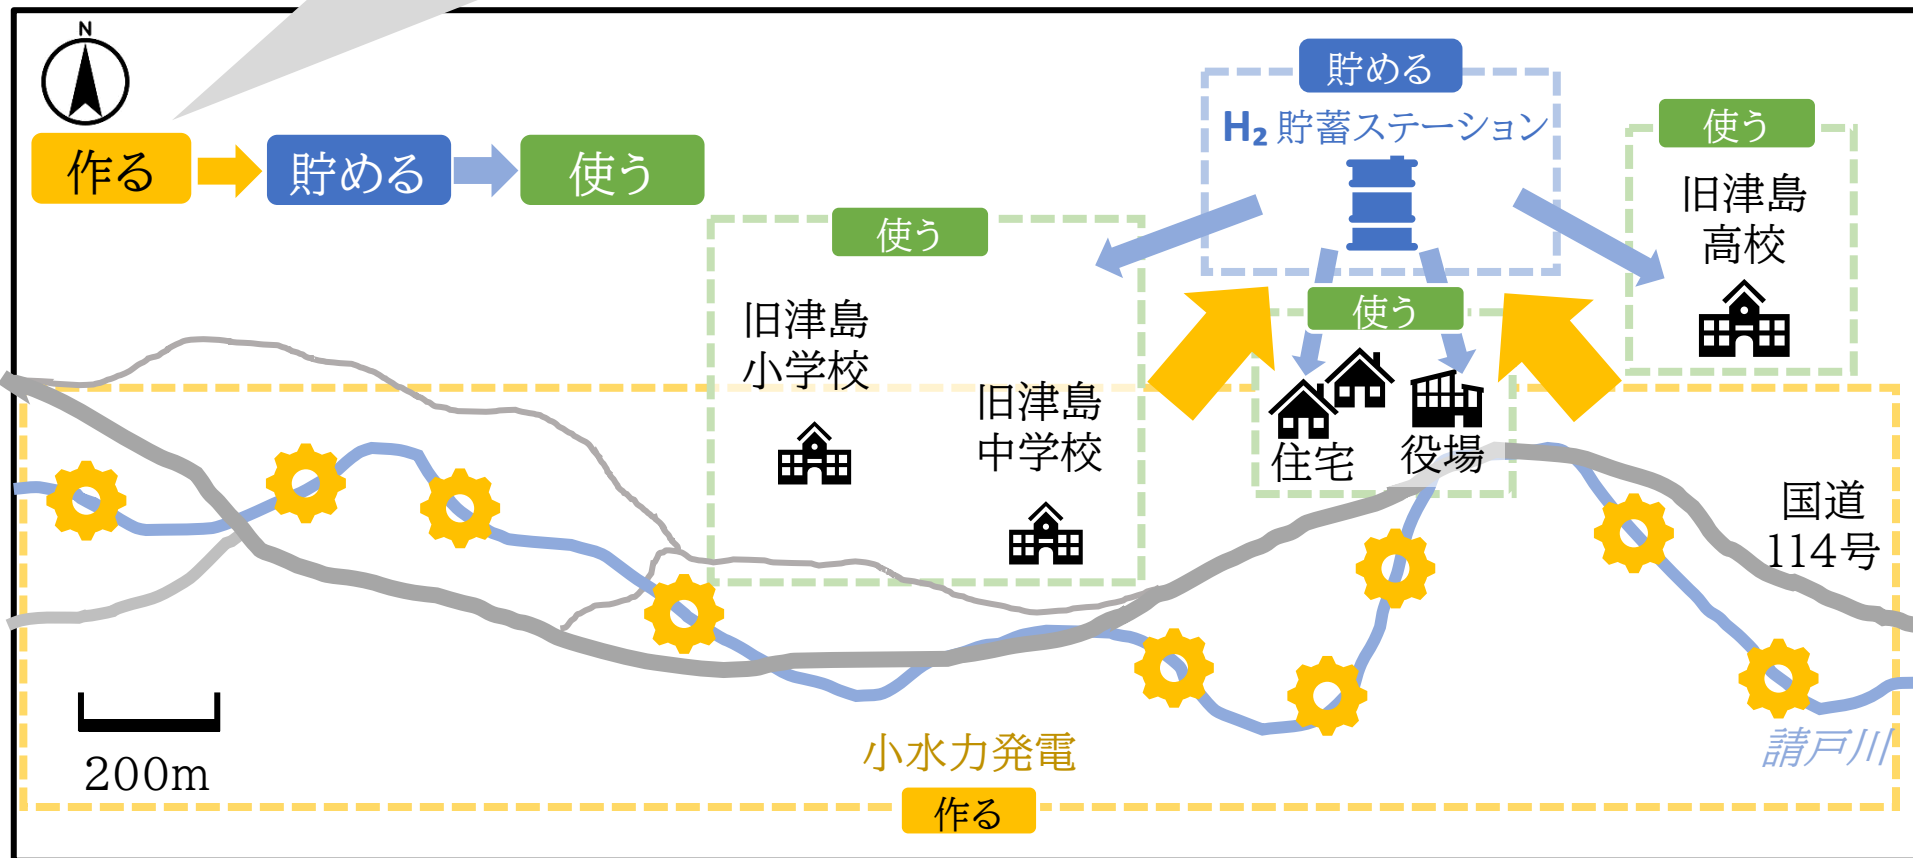 N
作る
貯める
使う
貯める
H₂ 貯蓄ステーション
使う
旧津島
高校
使う
旧津島
小学校
旧津島
中学校
使う
住宅
役場
国道
114号
200m
小水力発電
作る
請戸川